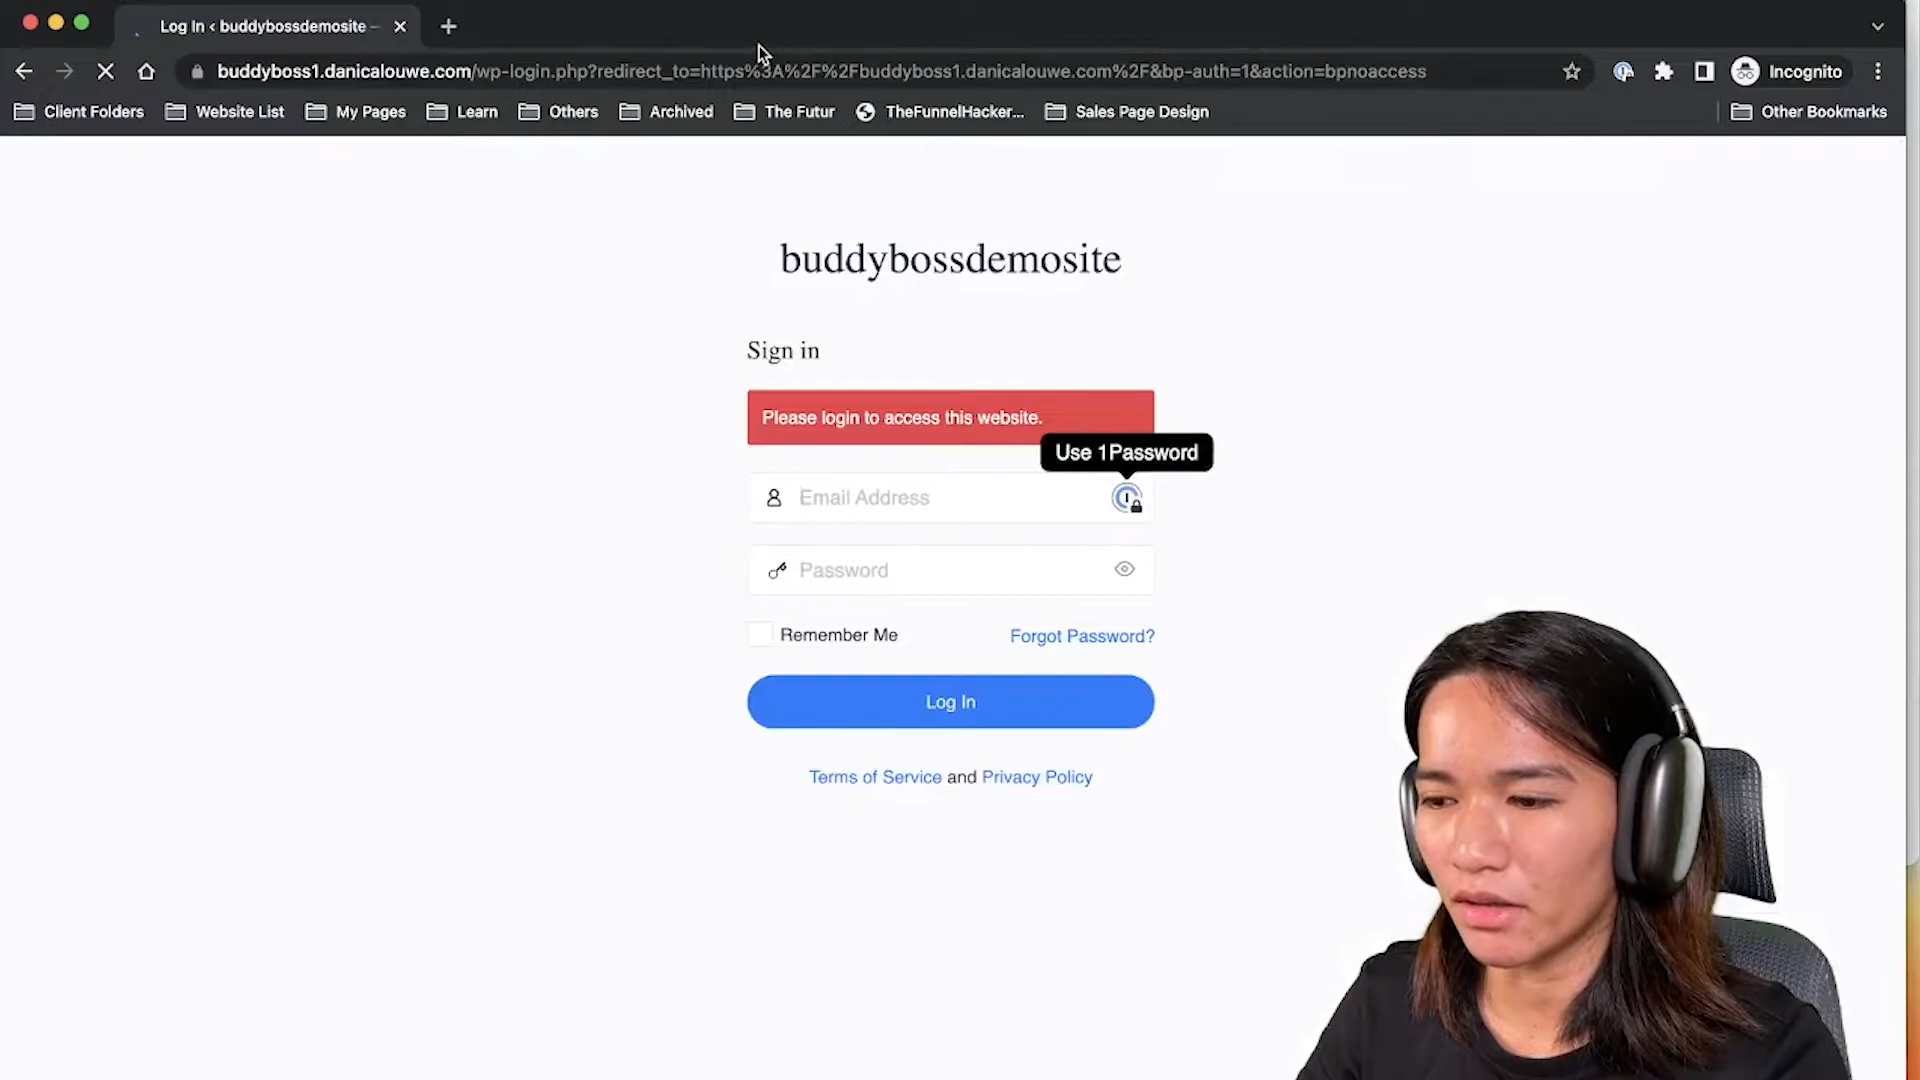 Log In ‹ buddybossdemosite –
buddyboss1.danicalouwe.com/wp-login.php?redirect_to=https%3A%2F%2Fbuddyboss1.danicalouwe.com%2F&bp-auth=1&action=bpnoaccess
Incognito
Client Folders
Website List
My Pages
Learn
Others
Archived
The Futur
TheFunnelHacker...
Sales Page Design
Other Bookmarks
buddybossdemosite
Sign in
Please login to access this website.
Use 1Password
Email Address
Password
Remember Me
Forgot Password?
Log In
Terms of Service and Privacy Policy